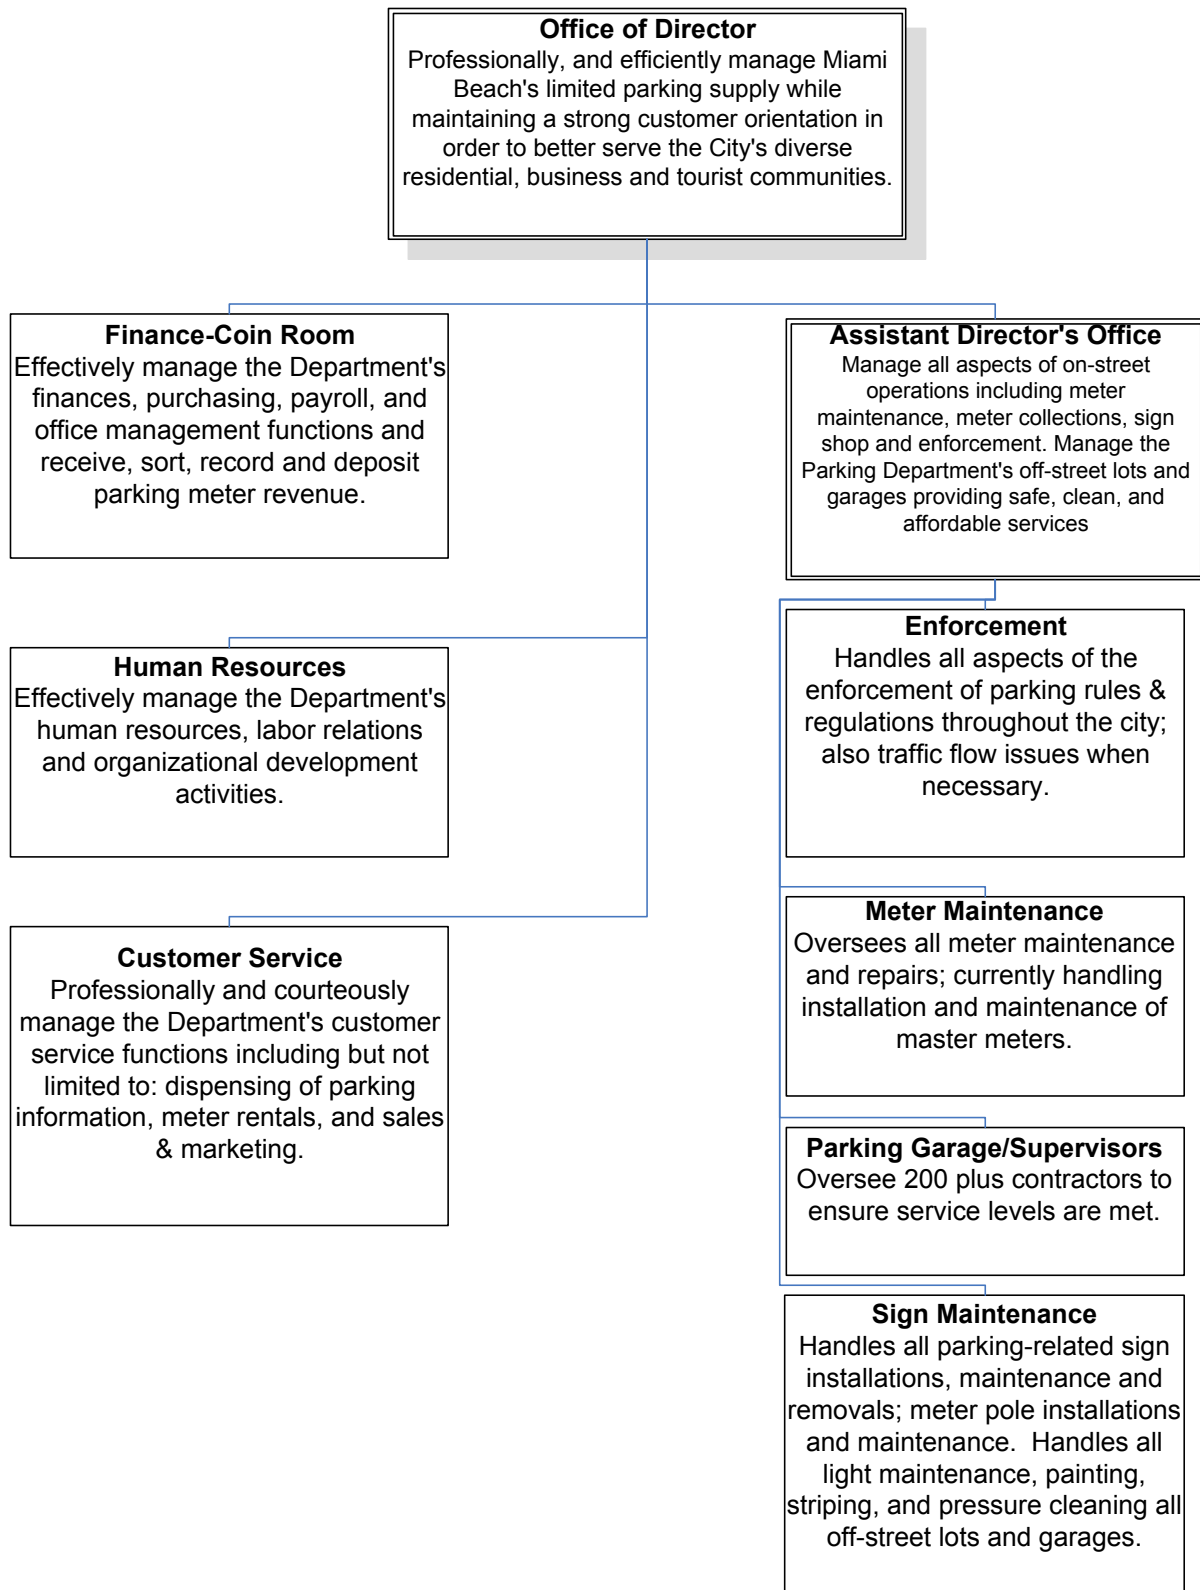 Office of Director
Professionally, and efficiently manage Miami
Beach's limited parking supply while
maintaining a strong customer orientation in
order to better serve the City's diverse
residential, business and tourist communities.
Finance-Coin Room
Effectively manage the Department's
finances, purchasing, payroll, and
office management functions and
receive, sort, record and deposit
parking meter revenue.
Human Resources
Effectively manage the Department's
human resources, labor relations
and organizational development
activities.
Customer Service
Professionally and courteously
manage the Department's customer
service functions including but not
limited to: dispensing of parking
information, meter rentals, and sales
& marketing.
Assistant Director's Office
Manage all aspects of on-street
operations including meter
maintenance, meter collections, sign
shop and enforcement. Manage the
Parking Department's off-street lots and
garages providing safe, clean, and
affordable services
Enforcement
Handles all aspects of the
enforcement of parking rules &
regulations throughout the city;
also traffic flow issues when
necessary.
Meter Maintenance
Oversees all meter maintenance
and repairs; currently handling
installation and maintenance of
master meters.
Parking Garage/Supervisors
Oversee 200 plus contractors to
ensure service levels are met.
Sign Maintenance
Handles all parking-related sign
installations, maintenance and
removals; meter pole installations
and maintenance.  Handles all
light maintenance, painting,
striping, and pressure cleaning all
off-street lots and garages.